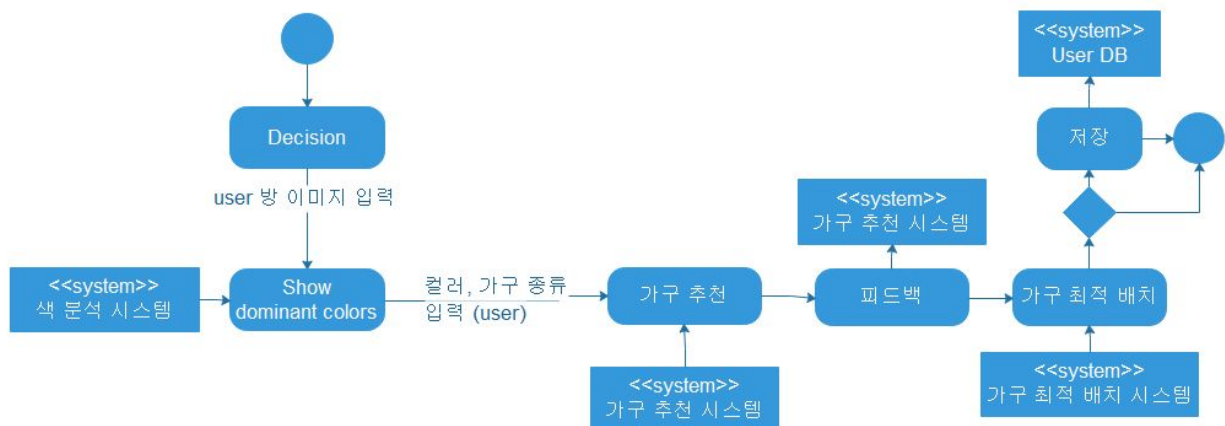 <<system>>
User DB
Decision
저장
user 방 이미지 입력
<<system>>
가구 추천 시스템
<<system>>
색 분석 시스템
Show
dominant colors
컬러, 가구 종류
입력 (user)
가구 추천
피드백
가구 최적 배치
<<system>>
가구 추천 시스템
<<system>>
가구 최적 배치 시스템